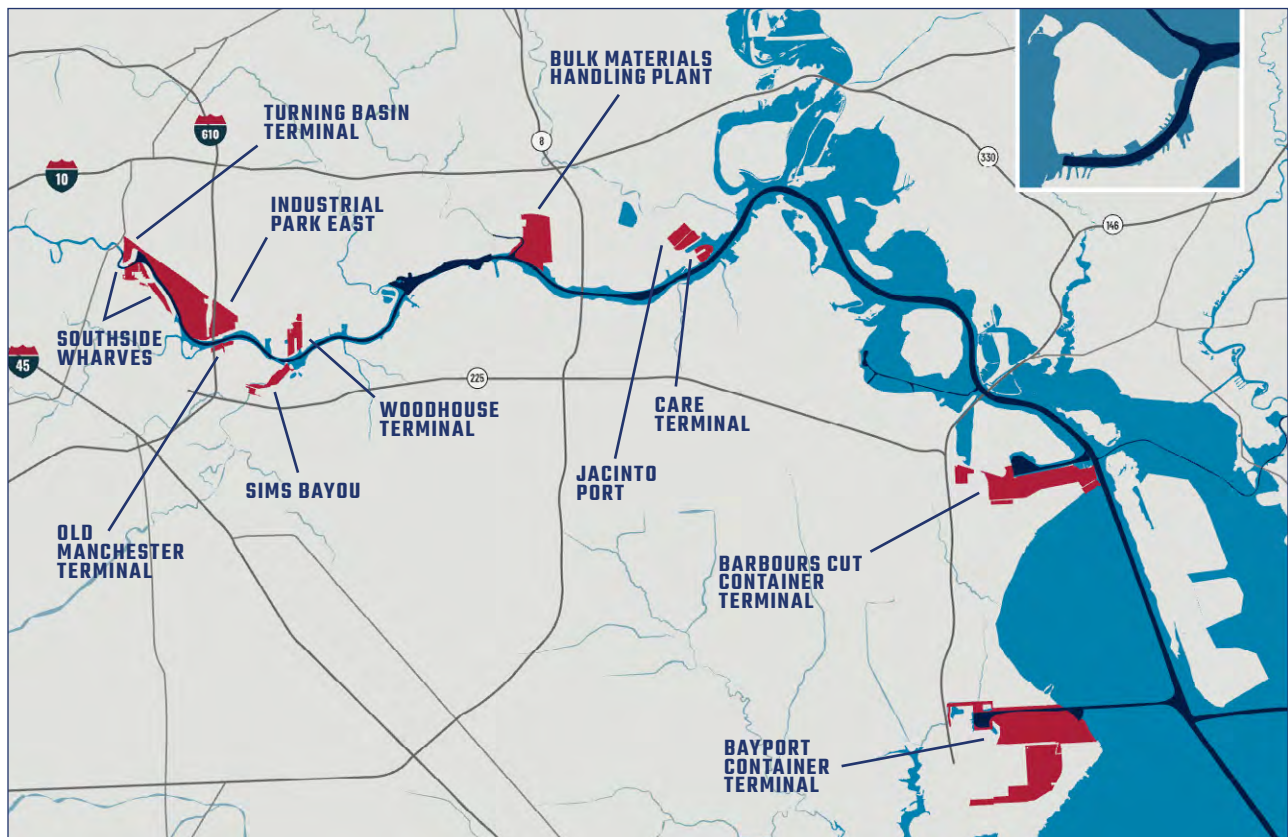 BULK MATERIALS
HANDLING PLANT
TURNING BASIN
TERMINAL
610
8
330
10
INDUSTRIAL
PARK EAST
146
SOUTHSIDE
WHARVES
45
225
WOODHOUSE
TERMINAL
CARE
TERMINAL
SIMS BAYOU
JACINTO
PORT
OLD
MANCHESTER
TERMINAL
BARBOURS CUT
CONTAINER
TERMINAL
BAYPORT
CONTAINER
TERMINAL